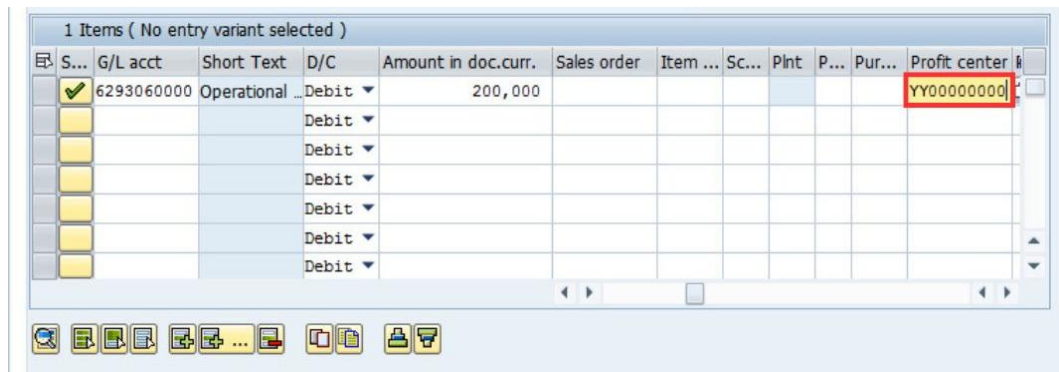 1 Items ( No entry variant selected )
S... G/L acct Short Text D/C Amount in doc.curr. Sales order Item ... Sc... Plnt P... Pur... Profit center
6293060000 Operational ... Debit 200,000 YY00000000
Debit
Debit
Debit
Debit
Debit
Debit
...